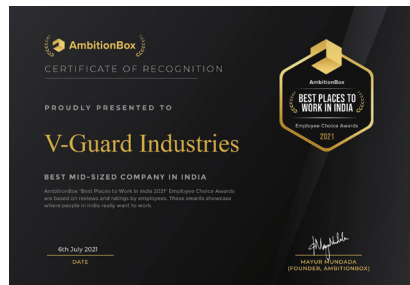 AmbitionBox
CERTIFICATE OF RECOGNITION
PROUDLY PRESENTED TO
V-Guard Industries
BEST MID-SIZED COMPANY IN INDIA
AmbitionBox "Best Places to Work in India 2021" Employee Choice Awards
are based on reviews and ratings by employees. These awards showcase
where people in India really want to work.
6th July 2021
DATE
AmbitionBox
BEST PLACES TO
WORK IN INDIA
Employee Choice Awards
2021
MAYUR MUNDADA
(FOUNDER, AMBITIONBOX)